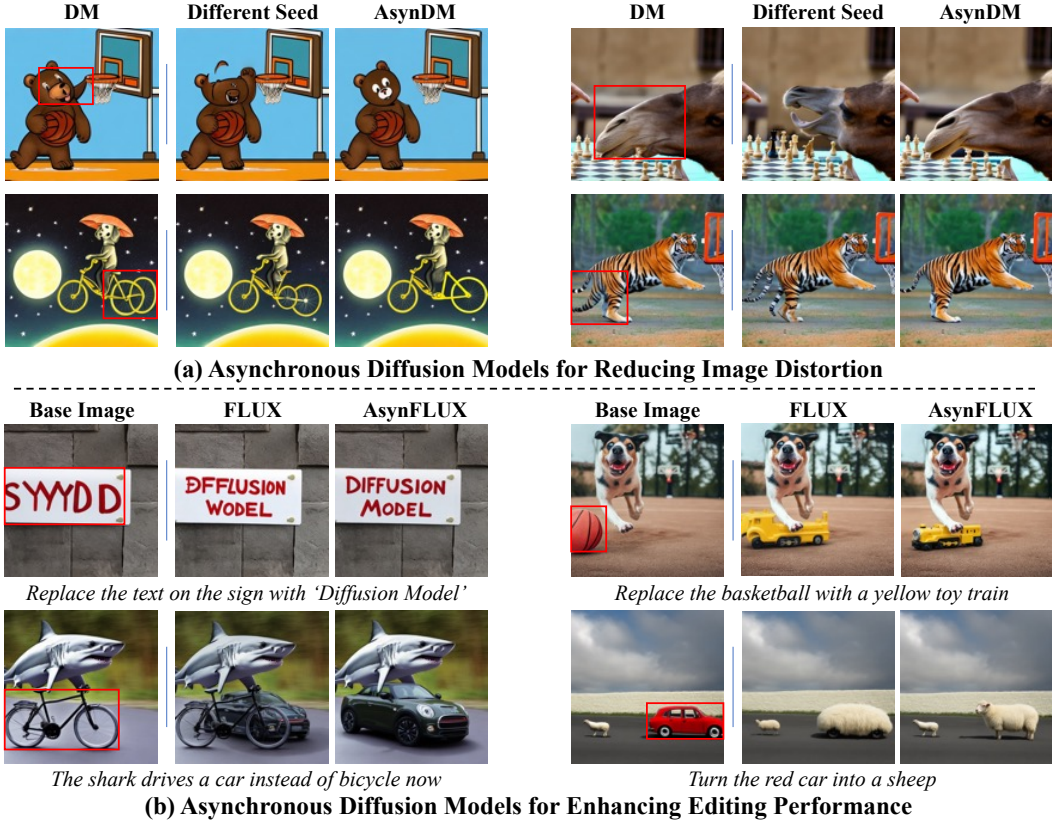 DM Different Seed AsynDM DM Different Seed AsynDM
(a) Asynchronous Diffusion Models for Reducing Image Distortion
Base Image FLUX AsynFLUX Base Image FLUX AsynFLUX
SYYDD
DFFLUSION
WODEL
DIFFUSION
MODEL
Replace the text on the sign with ‘Diffusion Model’ Replace the basketball with a yellow toy train
The shark drives a car instead of bicycle now Turn the red car into a sheep
(b) Asynchronous Diffusion Models for Enhancing Editing Performance